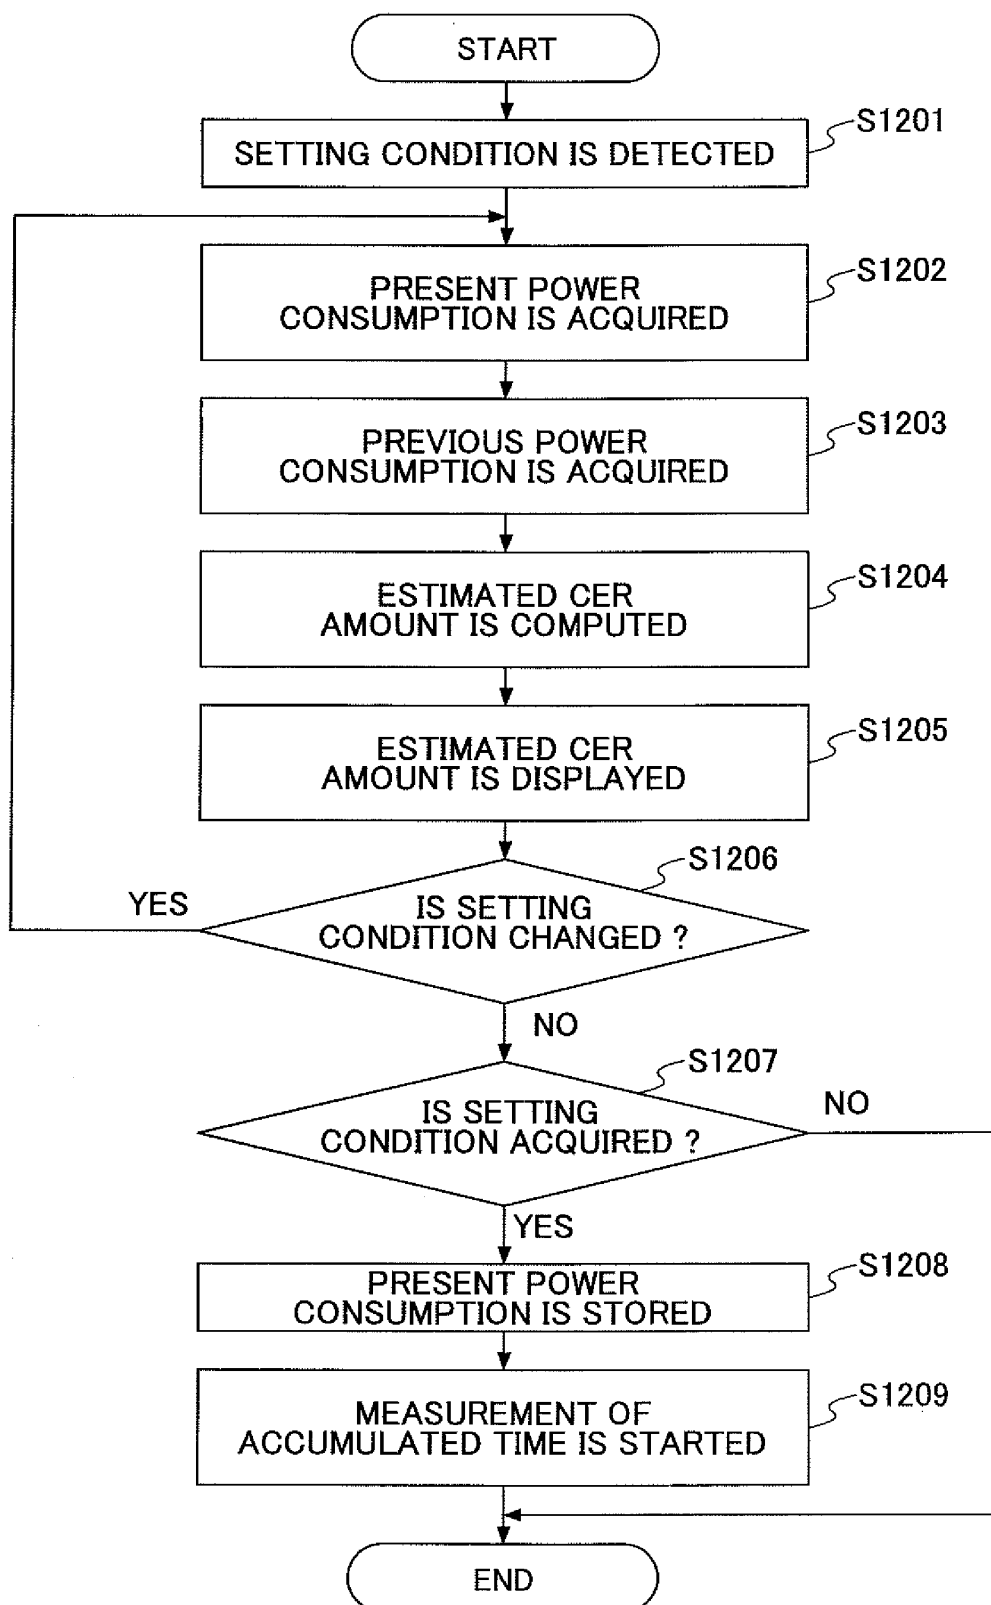 START
S1201
SETTING CONDITION IS DETECTED
S1202
PRESENT POWER
CONSUMPTION IS ACQUIRED
S1203
PREVIOUS POWER
CONSUMPTION IS ACQUIRED
S1204
ESTIMATED CER
AMOUNT IS COMPUTED
S1205
ESTIMATED CER
AMOUNT IS DISPLAYED
S1206
YES
IS SETTING
CONDITION CHANGED ?
NO
S1207
NO
IS SETTING
CONDITION ACQUIRED ?
YES
S1208
PRESENT POWER
CONSUMPTION IS STORED
S1209
MEASUREMENT OF
ACCUMULATED TIME IS STARTED
END